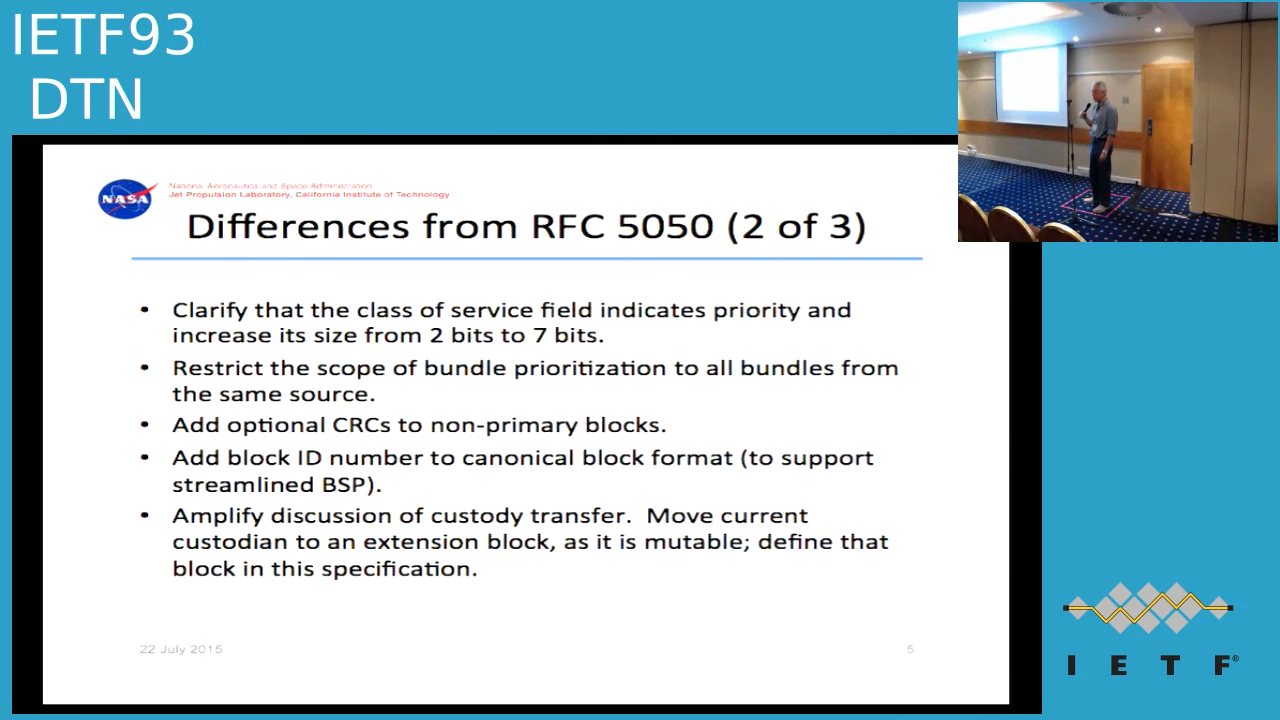 IETF93
DTN
NASA
National Aeronautics and Space Administration
Jet Propulsion Laboratory, California Institute of Technology
Differences from RFC 5050 (2 of 3)
• Clarify that the class of service field indicates priority and
increase its size from 2 bits to 7 bits.
• Restrict the scope of bundle prioritization to all bundles from
the same source.
• Add optional CRCs to non-primary blocks.
• Add block ID number to canonical block format (to support
streamlined BSP).
• Amplify discussion of custody transfer. Move current
custodian to an extension block, as it is mutable; define that
block in this specification.
22 July 2015
5
I E T F®